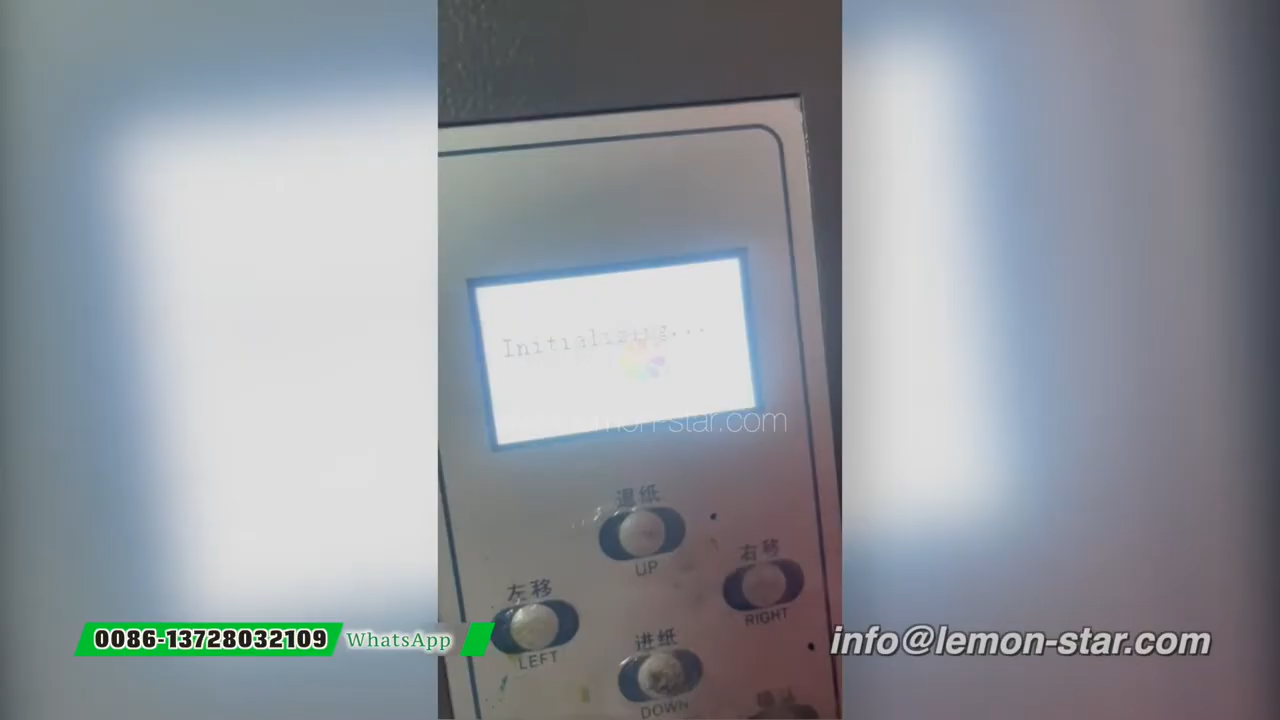 Initializing...
lemon-star.com
退纸
UP
右移
RIGHT
左移
LEFT
进纸
DOWN
0086-13728032109 WhatsApp
info@lemon-star.com